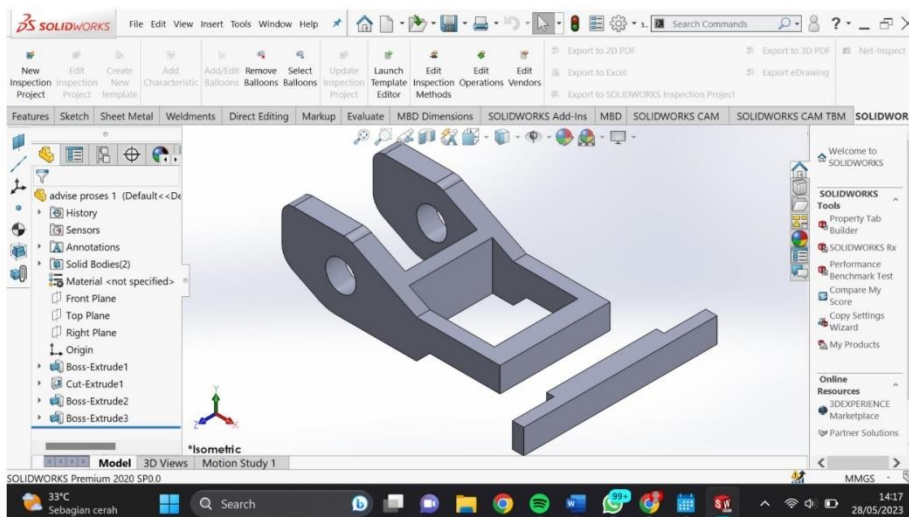 SOLIDWORKS File Edit View Insert Tools Window Help Search Commands ?
New Inspection Project
Edit Inspection Project
Create New template
Add Characteristic
Add/Edit Balloons
Remove Balloons
Select Balloons
Update Inspection Project
Launch Template Editor
Edit Inspection Methods
Edit Operations
Edit Vendors
Export to 2D PDF
Export to Excel
Export to SOLIDWORKS Inspection Project
Export to 3D PDF
Export eDrawing
Net-Inspect
Features Sketch Sheet Metal Weldments Direct Editing Markup Evaluate MBD Dimensions SOLIDWORKS Add-Ins MBD SOLIDWORKS CAM SOLIDWORKS CAM TBM SOLIDWOR
advise proses 1 (Default<<De
History
Sensors
Annotations
Solid Bodies(2)
Material <not specified>
Front Plane
Top Plane
Right Plane
Origin
Boss-Extrude1
Cut-Extrude1
Boss-Extrude2
Boss-Extrude3
Y
Z
X
*Isometric
Welcome to
SOLIDWORKS
SOLIDWORKS
Tools
Property Tab
Builder
SOLIDWORKS Rx
Performance
Benchmark Test
Compare My
Score
Copy Settings
Wizard
My Products
Online
Resources
3DEXPERIENCE
Marketplace
Partner Solutions
Model 3D Views Motion Study 1
SOLIDWORKS Premium 2020 SP0.0 MMGS
33°C
Sebagian cerah
Search
99+
14:17
28/05/2023